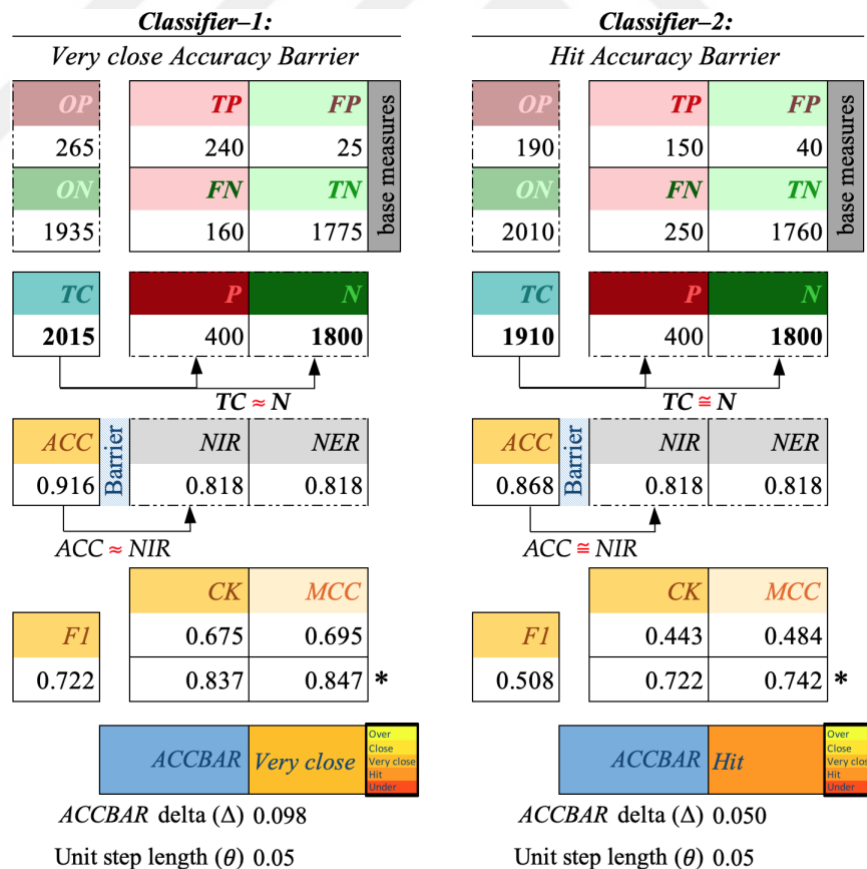 Classifier–1:
Very close Accuracy Barrier
OP TP FP
265 240 25
ON FN TN
1935 160 1775
base measures
TC P N
2015 400 1800
TC ≈ N
ACC Barrier NIR NER
0.916 0.818 0.818
ACC ≈ NIR
CK MCC
F1 0.675 0.695
0.722 0.837 0.847 *
ACCBAR Very close
Over
Close
Very close
Hit
Under
ACCBAR delta (Δ) 0.098
Unit step length (θ) 0.05
Classifier–2:
Hit Accuracy Barrier
OP TP FP
190 150 40
ON FN TN
2010 250 1760
base measures
TC P N
1910 400 1800
TC ≅ N
ACC Barrier NIR NER
0.868 0.818 0.818
ACC ≅ NIR
CK MCC
F1 0.443 0.484
0.508 0.722 0.742 *
ACCBAR Hit
Over
Close
Very close
Hit
Under
ACCBAR delta (Δ) 0.050
Unit step length (θ) 0.05